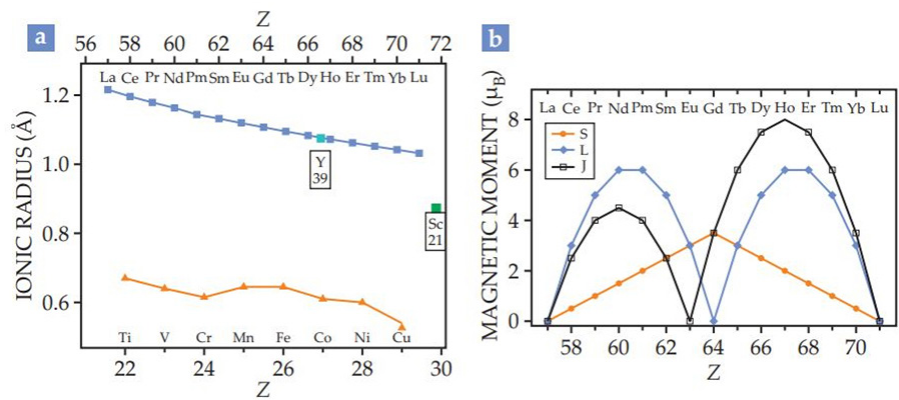 a
Z
56 58 60 62 64 66 68 70 72
La Ce Pr Nd Pm Sm Eu Gd Tb Dy Ho Er Tm Yb Lu
IONIC RADIUS (Å)
1.2
1.0
0.8
0.6
Y
39
Sc
21
Ti V Cr Mn Fe Co Ni Cu
22 24 26 28 30
Z
b
MAGNETIC MOMENT (μB)
La Ce Pr Nd Pm Sm Eu Gd Tb Dy Ho Er Tm Yb Lu
8
6
4
2
0
S
L
J
58 60 62 64 66 68 70
Z